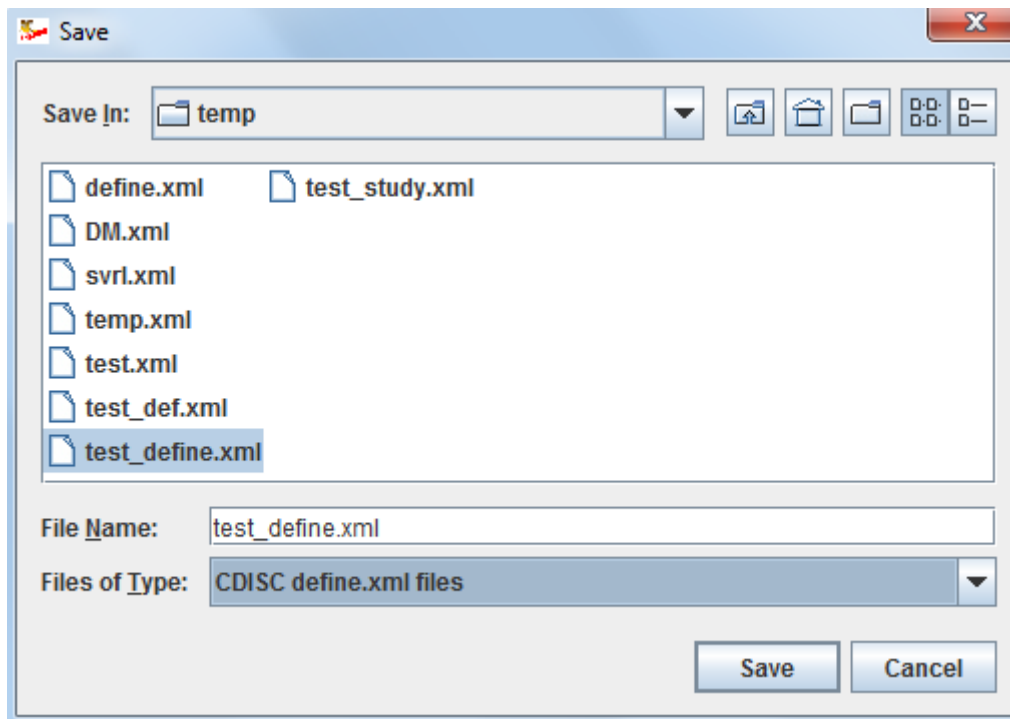 Save
Save In: temp
define.xml test_study.xml
DM.xml
svrl.xml
temp.xml
test.xml
test_def.xml
test_define.xml
File Name: test_define.xml
Files of Type: CDISC define.xml files
Save Cancel